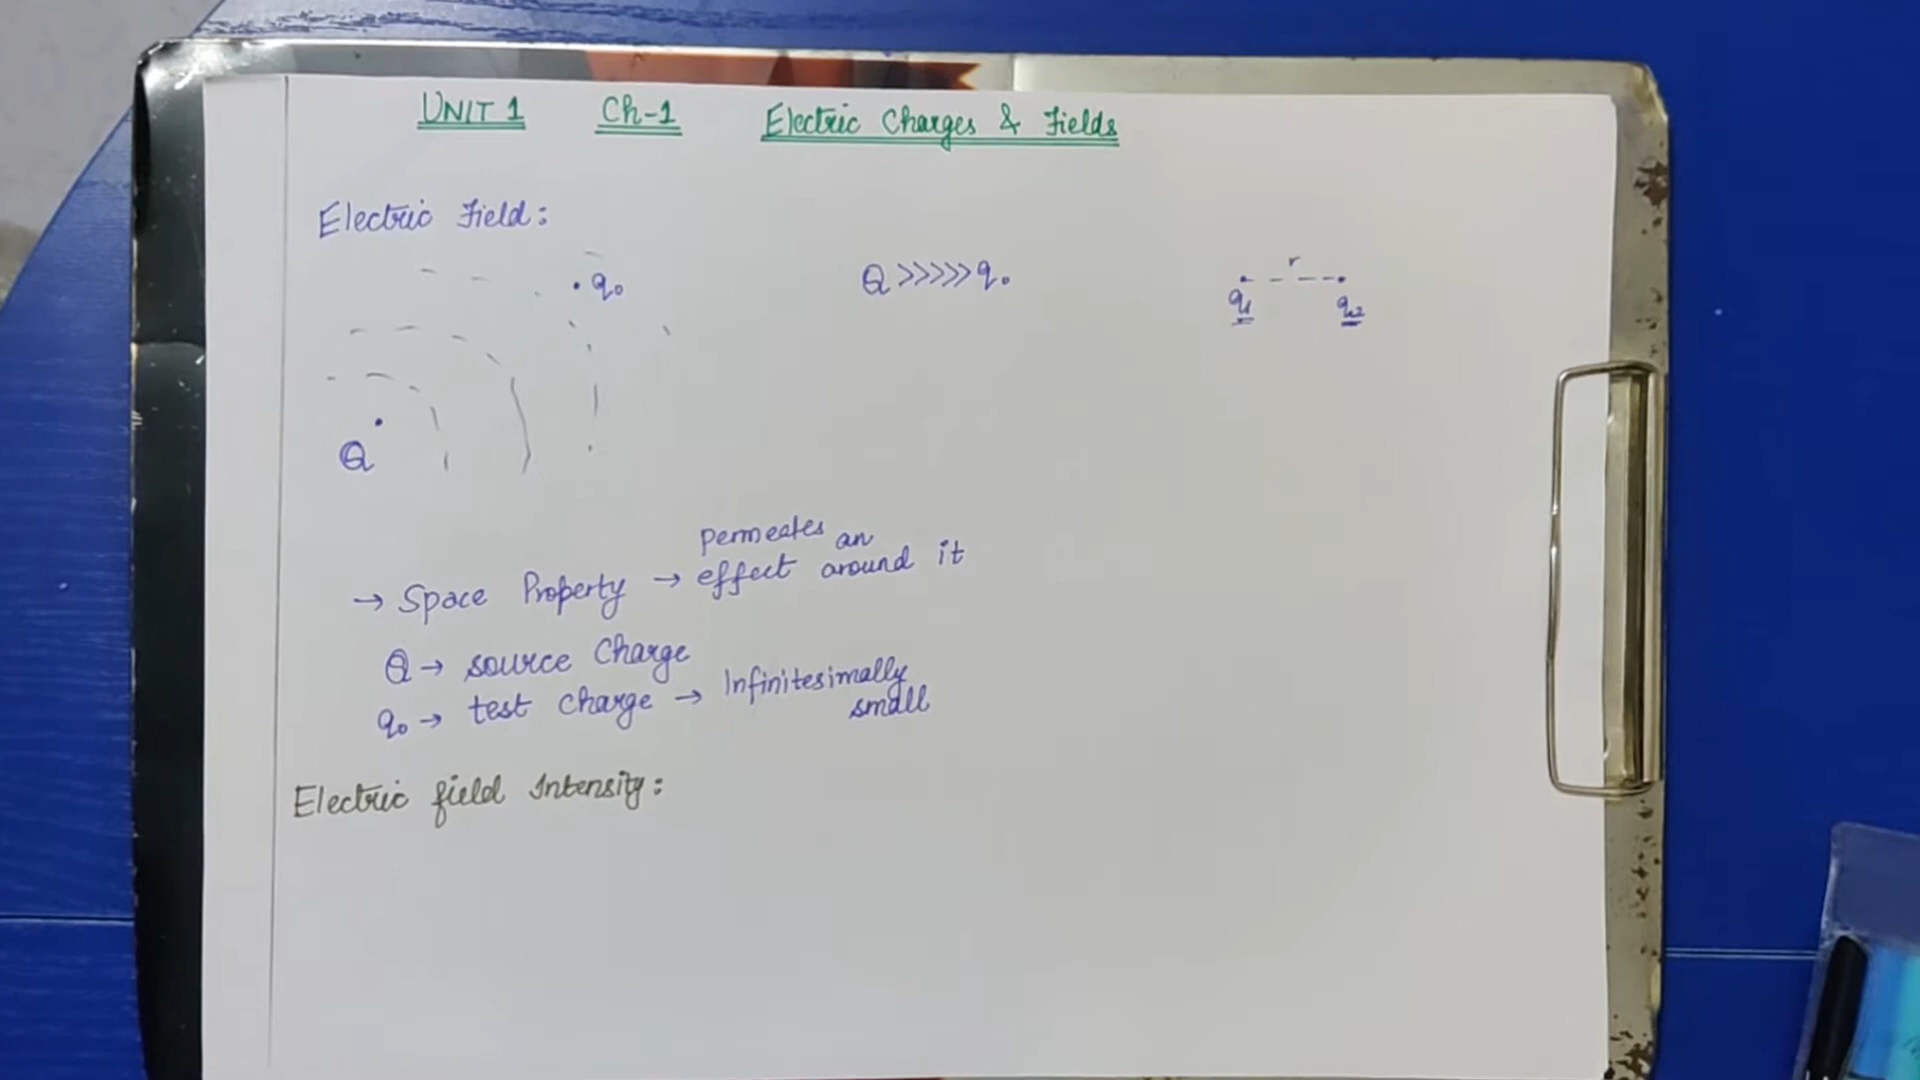 UNIT 1 Ch-1 Electric Charges & Fields
Electric Field:
. q₀
Q >>>>> q₀
r
q₁ q₂
Q
permeates an
→ Space Property → effect around it
Q → source Charge
q₀ → test charge → Infinitesimally
small
Electric field Intensity: